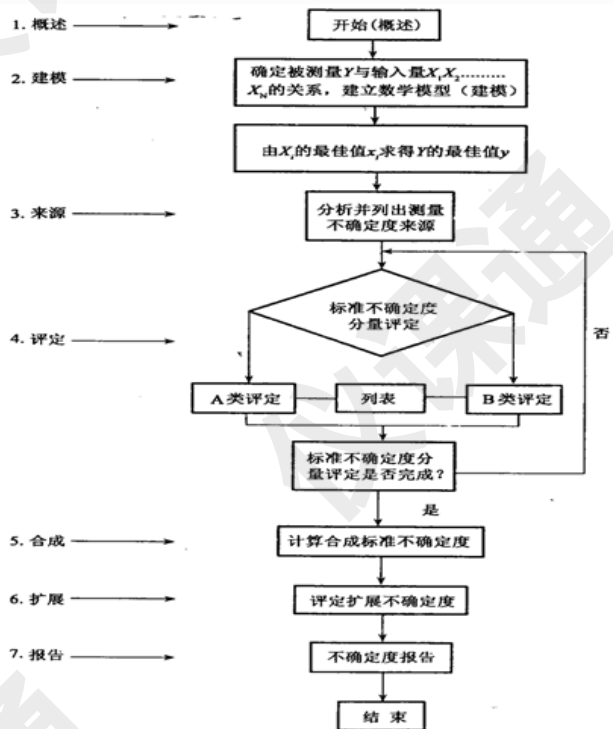 1. 概述
开始(概述)
2. 建模
确定被测量Y与输入量X₁X₂………
X_N的关系，建立数学模型（建模）
由X_i的最佳值x_i求得Y的最佳值y
3. 来源
分析并列出测量
不确定度来源
标准不确定度
分量评定
4. 评定
否
A类评定
列表
B类评定
标准不确定度分
量评定是否完成？
是
5. 合成
计算合成标准不确定度
6. 扩展
评定扩展不确定度
7. 报告
不确定度报告
结 束
仪课通